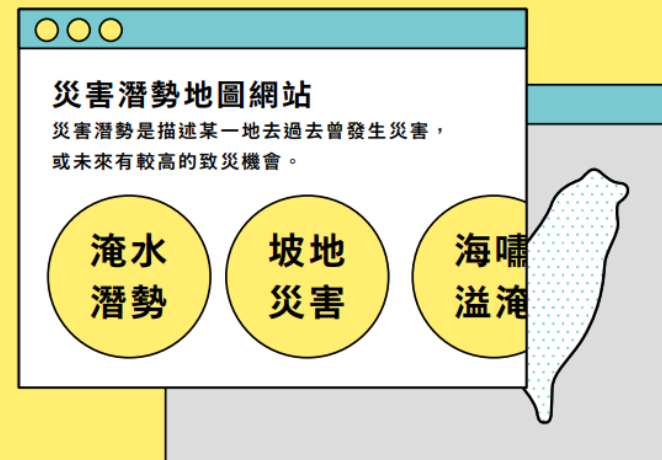 災害潛勢地圖網站
災害潛勢是描述某一地去過去曾發生災害，
或未來有較高的致災機會。
淹水
潛勢
坡地
災害
海嘯
溢淹